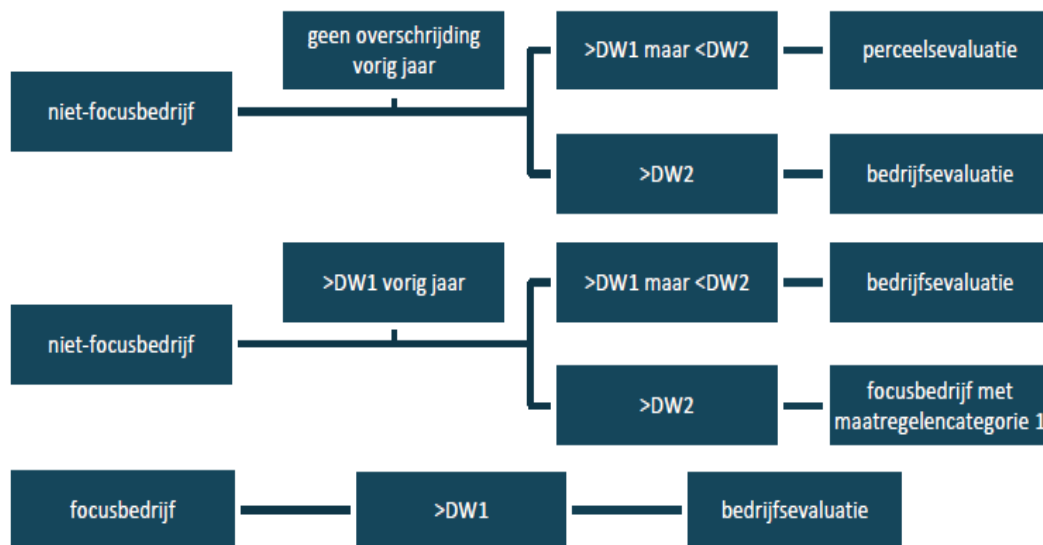 geen overschrijding
vorig jaar
>DW1 maar <DW2
perceelsevaluatie
niet-focusbedrijf
>DW2
bedrijfsevaluatie
>DW1 vorig jaar
>DW1 maar <DW2
bedrijfsevaluatie
niet-focusbedrijf
>DW2
focusbedrijf met
maatregelencategorie 1
focusbedrijf
>DW1
bedrijfsevaluatie